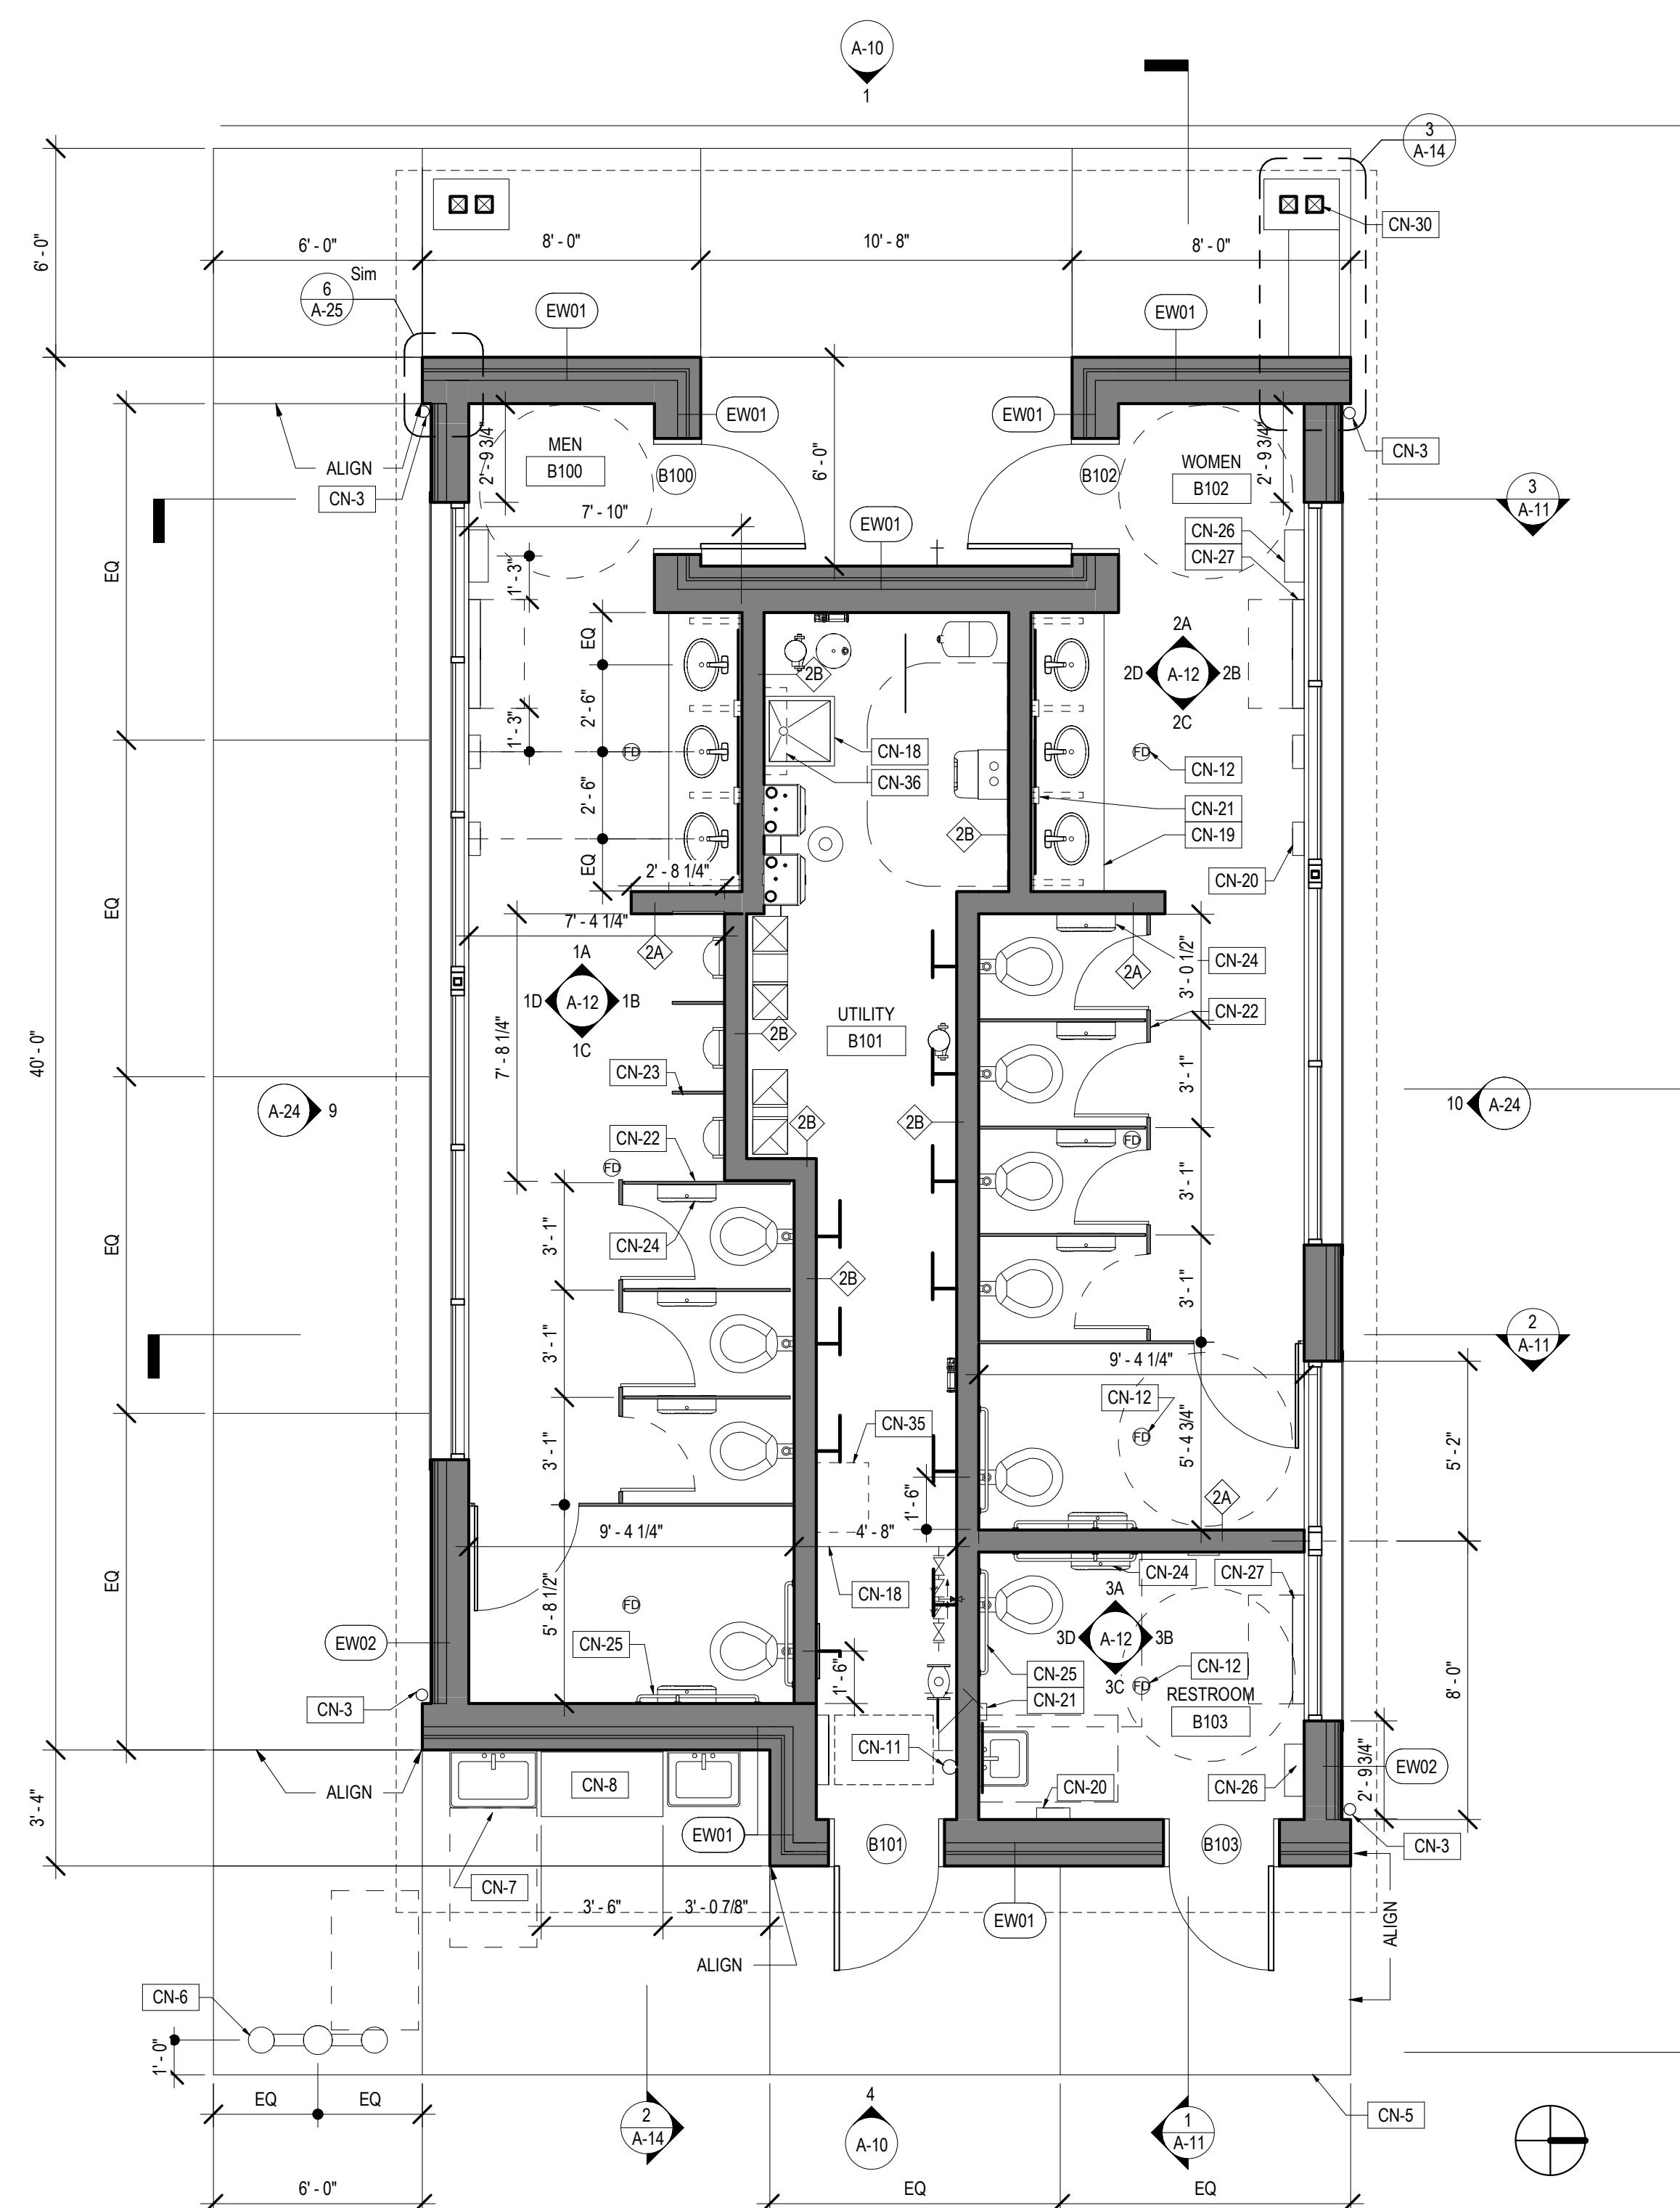 A-10
1
3
A-14
CN-30
6' - 0"
6' - 0"
8' - 0"
10' - 8"
8' - 0"
Sim
6
A-25
EW01
EW01
EW01
EW01
ALIGN
CN-3
2' - 9 3/4"
MEN
B100
B100
6' - 0"
B102
WOMEN
B102
2' - 9 3/4"
CN-3
3
A-11
7' - 10"
EW01
CN-26
CN-27
EQ
1' - 3"
EQ
2' - 6"
1' - 3"
FD
2' - 6"
EQ
2B
2A
2D
A-12
2B
2C
CN-18
CN-36
FD
CN-12
CN-21
CN-19
2B
CN-20
2' - 8 1/4"
7' - 4 1/4"
EQ
2A
1A
1D
A-12
1B
1C
2A
3' - 0 1/2"
CN-24
CN-22
UTILITY
B101
2B
40' - 0"
7' - 8 1/4"
CN-23
3' - 1"
A-24
9
10
A-24
2B
2B
CN-22
FD
FD
3' - 1"
EQ
3' - 1"
CN-24
2B
3' - 1"
3' - 1"
2
A-11
9' - 4 1/4"
CN-12
CN-35
FD
5' - 4 3/4"
5' - 2"
3' - 1"
2A
1' - 6"
EQ
9' - 4 1/4"
4' - 8"
CN-24
CN-27
CN-18
5' - 8 1/2"
FD
3A
3D
A-12
3B
3C
EW02
CN-25
CN-25
CN-21
CN-12
FD
1' - 6"
RESTROOM
B103
8' - 0"
CN-3
CN-11
2' - 9 3/4"
EW02
ALIGN
CN-8
CN-20
CN-26
3' - 4"
EW01
B101
B103
CN-3
CN-7
3' - 6"
3' - 0 7/8"
EW01
ALIGN
ALIGN
CN-6
1' - 0"
EQ
EQ
2
A-14
4
A-10
1
A-11
CN-5
6' - 0"
EQ
EQ